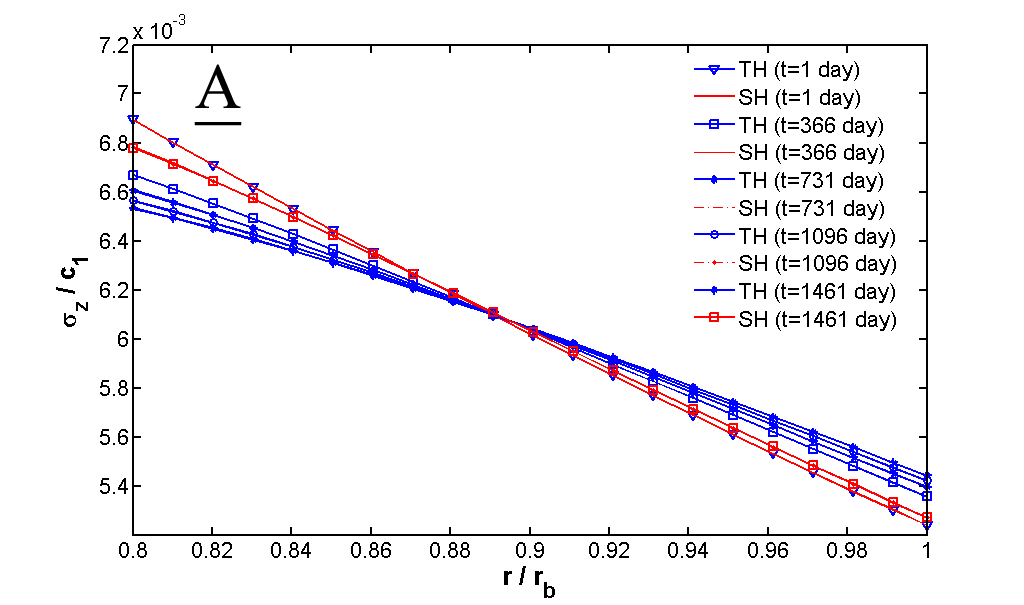 x 10^-3
A
7.2
7
6.8
6.6
6.4
6.2
6
5.8
5.6
5.4
σ_z / c_1
TH (t=1 day)
SH (t=1 day)
TH (t=366 day)
SH (t=366 day)
TH (t=731 day)
SH (t=731 day)
TH (t=1096 day)
SH (t=1096 day)
TH (t=1461 day)
SH (t=1461 day)
0.8 0.82 0.84 0.86 0.88 0.9 0.92 0.94 0.96 0.98 1
r / r_b